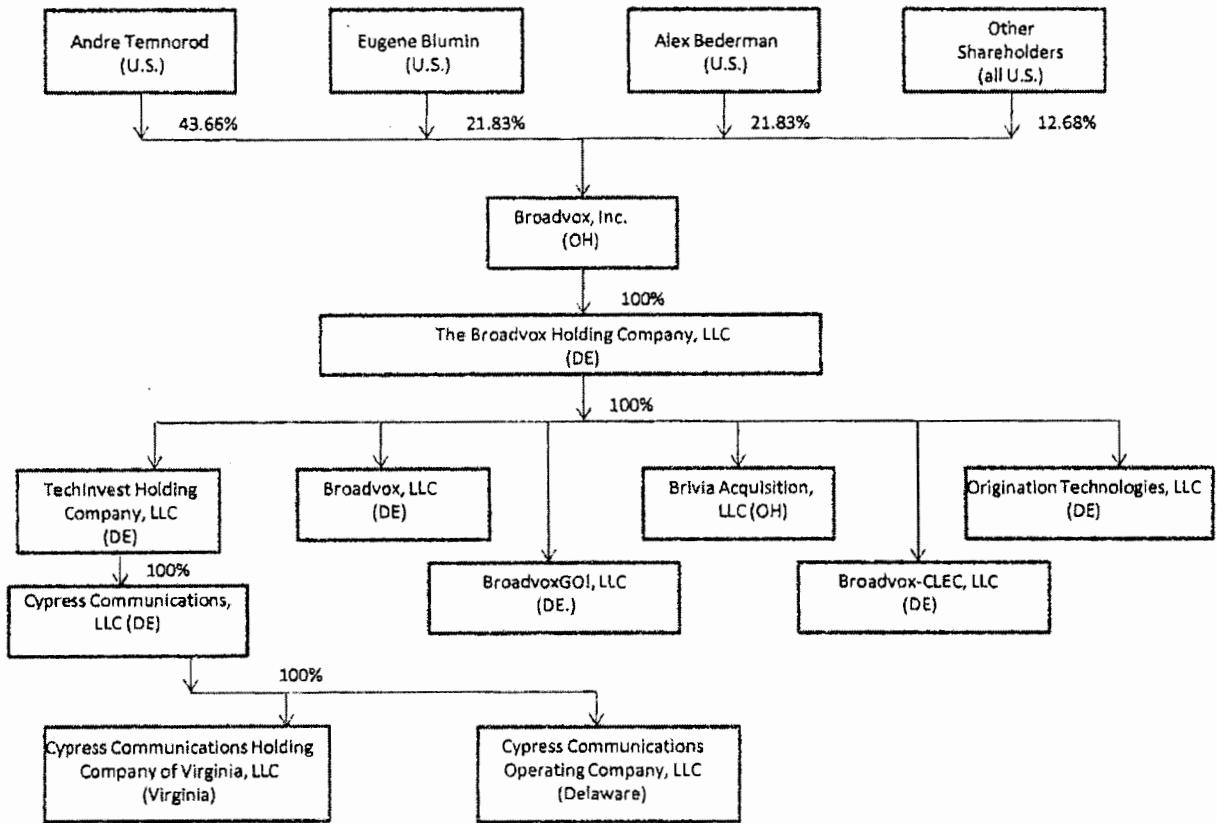 Andre Temnorod
(U.S.)
Eugene Blumin
(U.S.)
Alex Bederman
(U.S.)
Other
Shareholders
(all U.S.)
43.66%
21.83%
21.83%
12.68%
Broadvox, Inc.
(OH)
100%
The Broadvox Holding Company, LLC
(DE)
100%
TechInvest Holding
Company, LLC
(DE)
Broadvox, LLC
(DE)
Brivia Acquisition,
LLC (OH)
Origination Technologies, LLC
(DE)
100%
BroadvoxGO!, LLC
(DE.)
Broadvox-CLEC, LLC
(DE)
Cypress Communications,
LLC (DE)
100%
Cypress Communications Holding
Company of Virginia, LLC
(Virginia)
Cypress Communications
Operating Company, LLC
(Delaware)